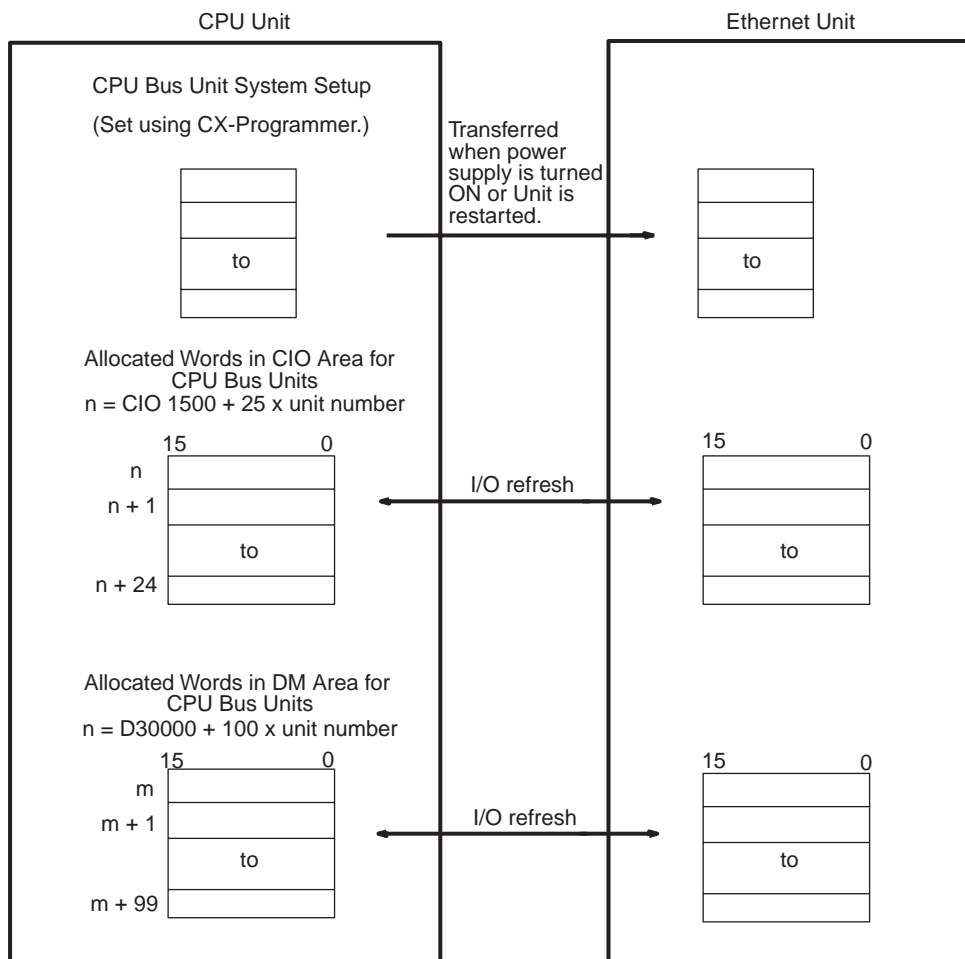 CPU Unit
Ethernet Unit
CPU Bus Unit System Setup
(Set using CX-Programmer.)
Transferred
when power
supply is turned
ON or Unit is
restarted.
to
to
Allocated Words in CIO Area for
CPU Bus Units
n = CIO 1500 + 25 x unit number
15 0
15 0
n
n + 1
I/O refresh
to
to
n + 24
Allocated Words in DM Area for
CPU Bus Units
n = D30000 + 100 x unit number
15 0
15 0
m
m + 1
I/O refresh
to
to
m + 99